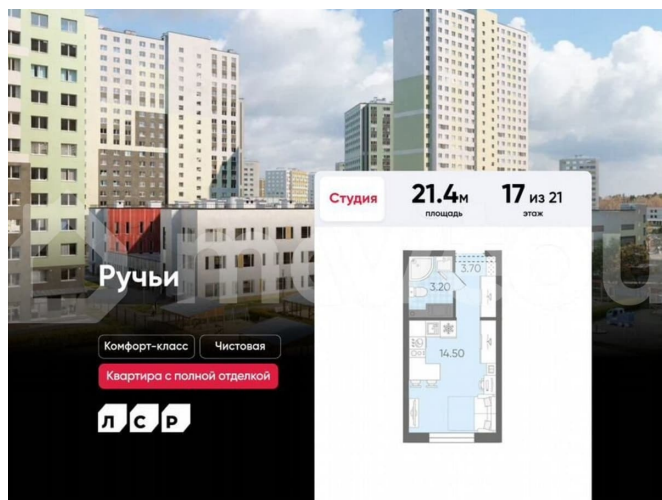 Студия
21.4м
площадь
17 из 21
этаж
Ручьи
Комфорт-класс
Чистовая
Квартира с полной отделкой
ЛСР
3.70
3.20
14.50